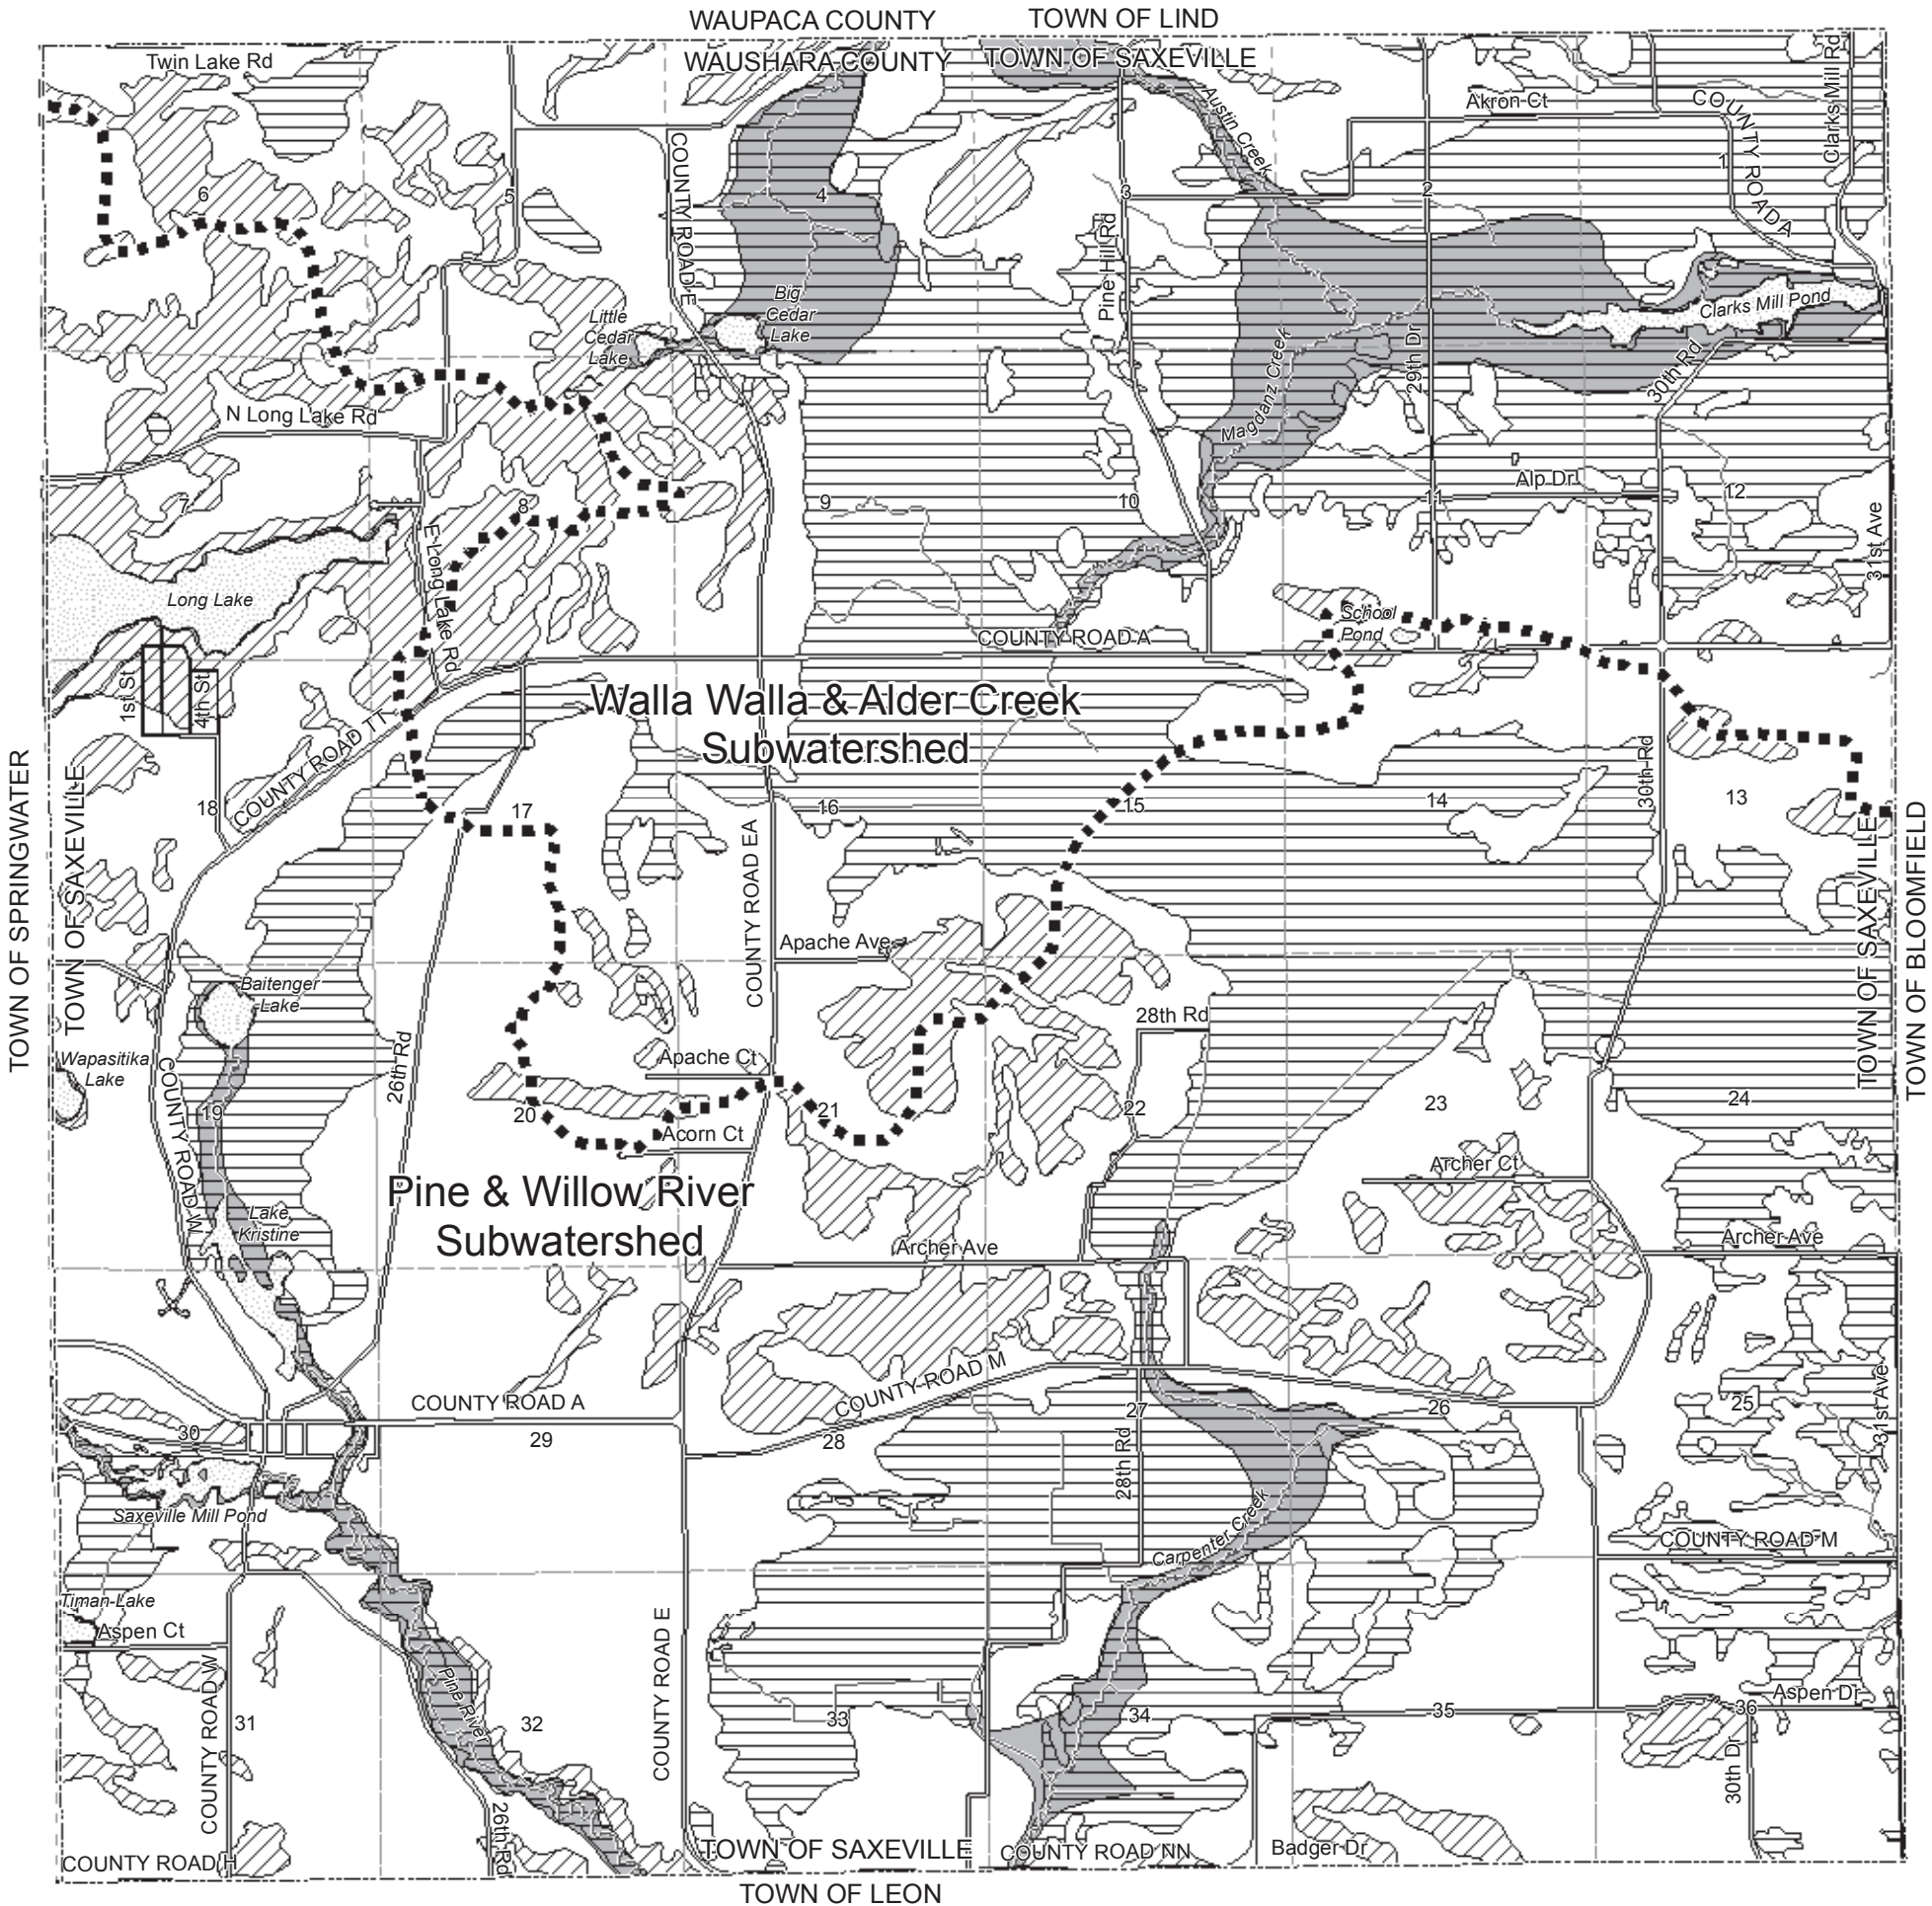 WAUPACA COUNTY
TOWN OF LIND
WAUSHARA COUNTY
TOWN OF SAXEVILLE
Twin Lake Rd
Akron Ct
COUNTY ROAD A
Clarks Mill Rd
Austin Creek
COUNTY ROAD E
6
5
4
3
2
1
Pine Hill Rd
Big
Cedar
Lake
Little
Cedar
Lake
Clarks Mill Pond
Magdanz Creek
29th Dr
30th Rd
N Long Lake Rd
Alp Dr
7
8
9
10
11
12
31st Ave
E Long Lake Rd
Long Lake
School
Pond
COUNTY ROAD A
1st St
4th St
COUNTY ROAD TT
Walla Walla & Alder Creek
Subwatershed
30th Rd
18
17
16
15
14
13
TOWN OF SPRINGWATER
TOWN OF SAXEVILLE
TOWN OF SAXEVILLE
TOWN OF BLOOMFIELD
COUNTY ROAD EA
Apache Ave
Baitenger
Lake
28th Rd
Wapasitika
Lake
COUNTY ROAD W
26th Rd
Apache Ct
19
20
21
22
23
24
Acorn Ct
Archer Ct
Pine & Willow River
Subwatershed
Lake
Kristine
Archer Ave
Archer Ave
COUNTY ROAD M
COUNTY ROAD A
30
29
28
27
26
25
31st Ave
28th Rd
Saxeville Mill Pond
Carpenter Creek
COUNTY ROAD M
Timan Lake
Aspen Ct
COUNTY ROAD W
COUNTY ROAD E
Pine River
Aspen Dr
31
32
33
34
35
36
30th Dr
26th Rd
COUNTY ROAD H
TOWN OF SAXEVILLE
COUNTY ROAD NN
Badger Dr
TOWN OF LEON